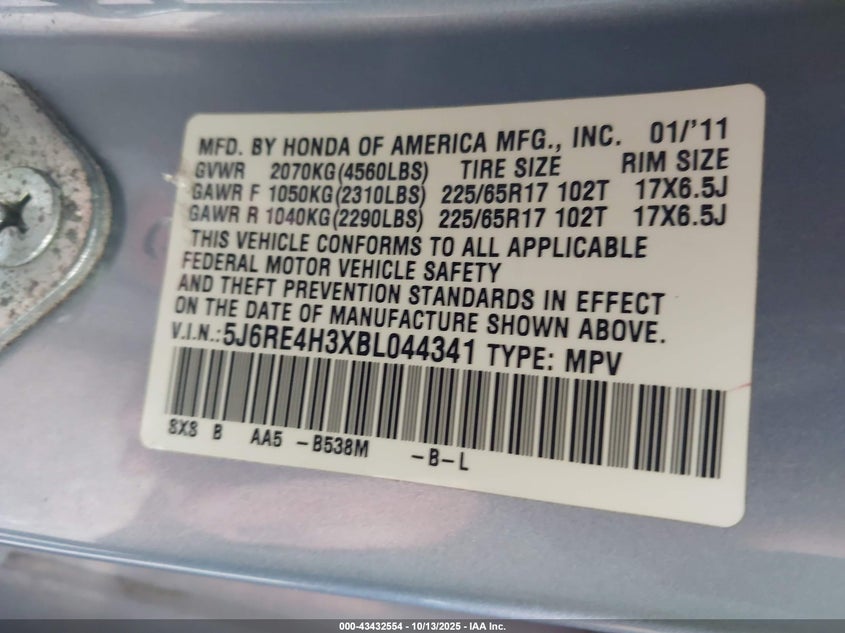 MFD. BY HONDA OF AMERICA MFG., INC. 01/'11
GVWR 2070KG(4560LBS) TIRE SIZE RIM SIZE
GAWR F 1050KG(2310LBS) 225/65R17 102T 17X6.5J
GAWR R 1040KG(2290LBS) 225/65R17 102T 17X6.5J
THIS VEHICLE CONFORMS TO ALL APPLICABLE
FEDERAL MOTOR VEHICLE SAFETY
AND THEFT PREVENTION STANDARDS IN EFFECT
ON THE DATE OF MANUFACTURE SHOWN ABOVE.
V.I.N.: 5J6RE4H3XBL044341 TYPE: MPV
SXS B AA5 -B538M -B-L
000-43432554 | 10/13/2025 - IAA Inc.